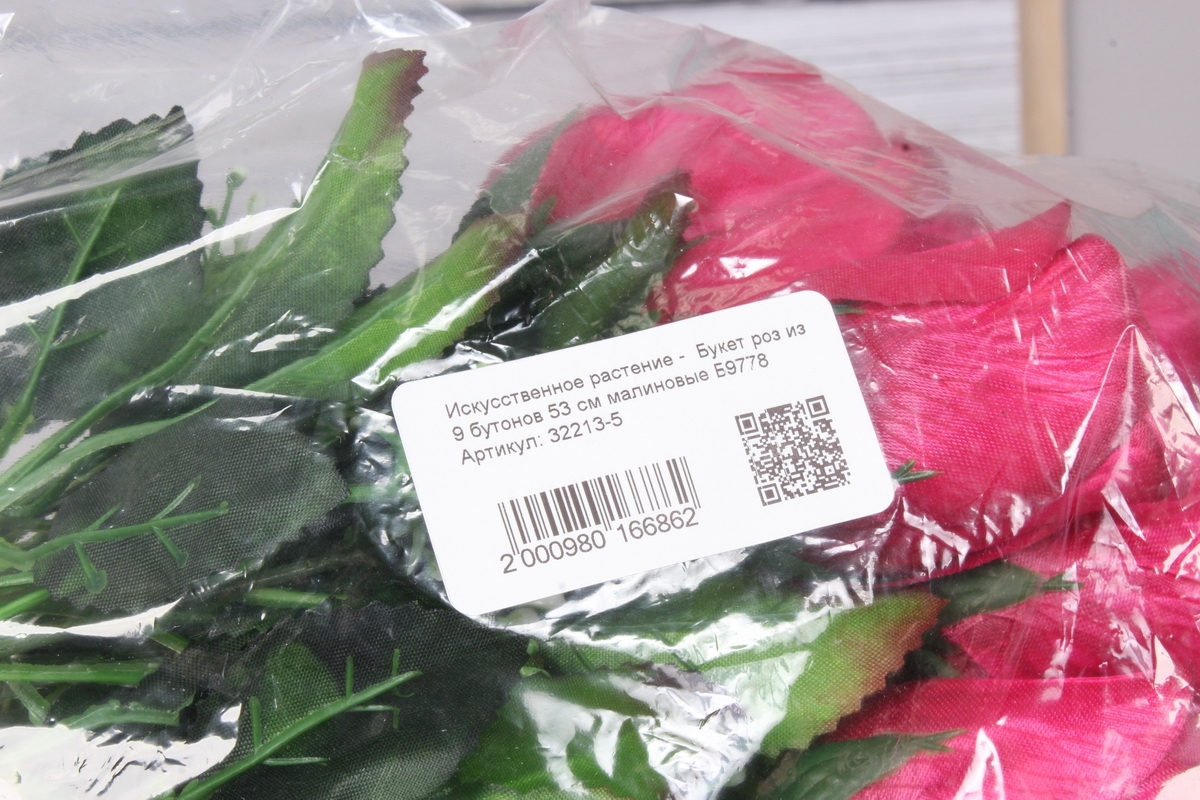 Искусственное растение - Букет роз из
9 бутонов 53 см малиновые Б9778
Артикул: 32213-5
2 000980 166862